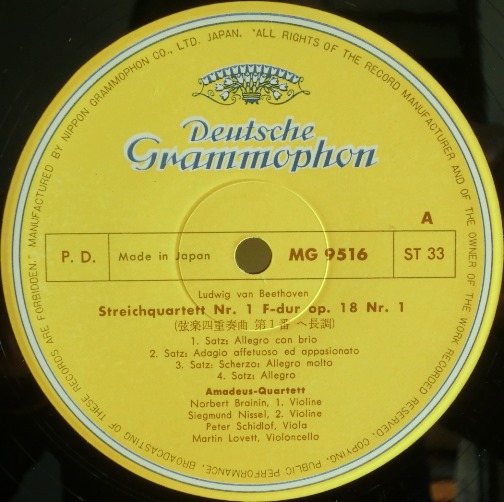 MANUFACTURED BY NIPPON GRAMMOPHON CO., LTD. JAPAN. "ALL RIGHTS OF THE RECORD MANUFACTURER AND OF THE OWNER OF THE WORK RECORDED RESERVED. COPYING, PUBLIC PERFORMANCE, BROADCASTING OF THESE RECORDS ARE FORBIDDEN."
Deutsche
Grammophon
A
P. D. Made in Japan MG 9516 ST 33
Ludwig van Beethoven
Streichquartett Nr. 1 F-dur op. 18 Nr. 1
(弦楽四重奏曲 第1番 ヘ長調)
1. Satz: Allegro con brio
2. Satz: Adagio affetuoso ed appasionato
3. Satz: Scherzo: Allegro molto
4. Satz: Allegro
Amadeus-Quartett
Norbert Brainin, 1. Violine
Siegmund Nissel, 2. Violine
Peter Schidlof, Viola
Martin Lovett, Violoncello